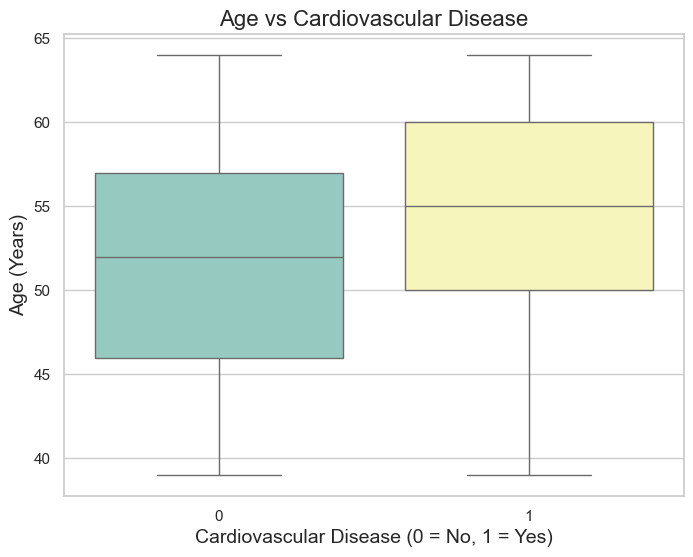 Age vs Cardiovascular Disease
65
60
55
50
45
40
Age (Years)
0 1
Cardiovascular Disease (0 = No, 1 = Yes)